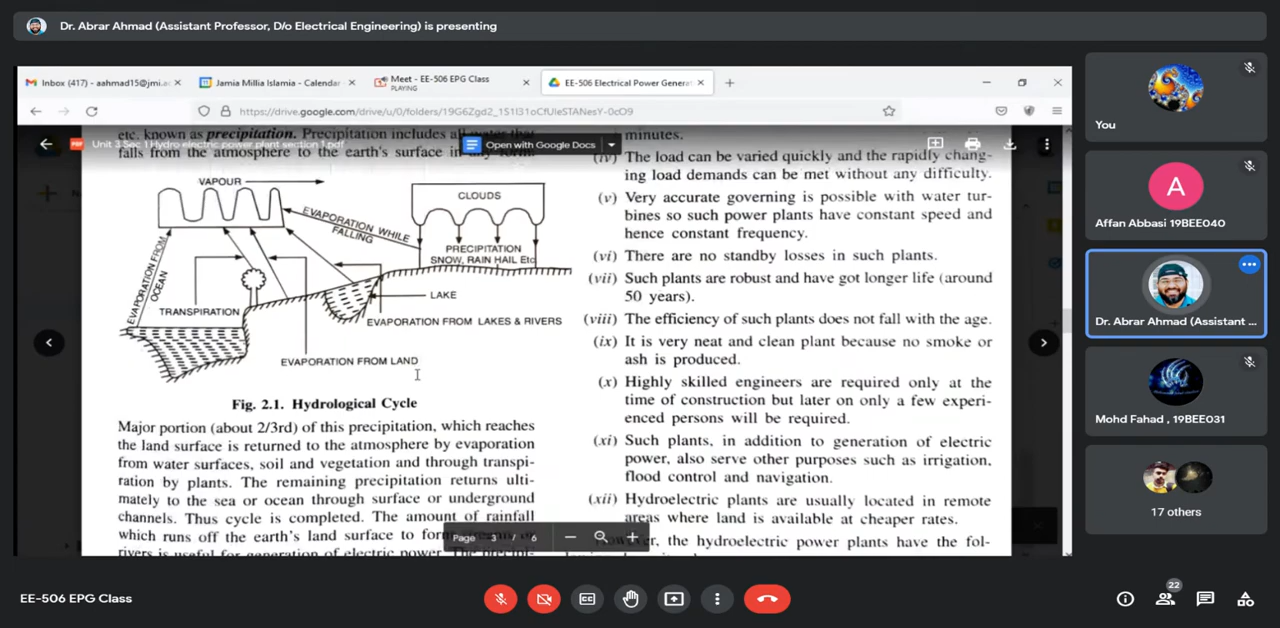 Dr. Abrar Ahmad (Assistant Professor, D/o Electrical Engineering) is presenting
Inbox (417) - aahmad15@jmi.ac
Jamia Millia Islamia - Calendar -
Meet - EE-506 EPG Class
PLAYING
EE-506 Electrical Power Generat
https://drive.google.com/drive/u/0/folders/
Open with Google Docs
etc. known as precipitation. Precipitation includes all water that
falls from the atmosphere to the earth's surface in any form.
VAPOUR
CLOUDS
EVAPORATION WHILE
FALLING
PRECIPITATION
SNOW, RAIN HAIL Etc
EVAPORATION FROM
OCEAN
LAKE
TRANSPIRATION
EVAPORATION FROM LAKES & RIVERS
EVAPORATION FROM LAND
Fig. 2.1. Hydrological Cycle
Major portion (about 2/3rd) of this precipitation, which reaches
the land surface is returned to the atmosphere by evaporation
from water surfaces, soil and vegetation and through transpi-
ration by plants. The remaining precipitation returns ulti-
mately to the sea or ocean through surface or underground
channels. Thus cycle is completed. The amount of rainfall
which runs off the earth's land surface to form
rivers is useful for generation of electric power. The
minutes.
(iv) The load can be varied quickly and the rapidly chang-
ing load demands can be met without any difficulty.
(v) Very accurate governing is possible with water tur-
bines so such power plants have constant speed and
hence constant frequency.
(vi) There are no standby losses in such plants.
(vii) Such plants are robust and have got longer life (around
50 years).
(viii) The efficiency of such plants does not fall with the age.
(ix) It is very neat and clean plant because no smoke or
ash is produced.
(x) Highly skilled engineers are required only at the
time of construction but later on only a few experi-
enced persons will be required.
(xi) Such plants, in addition to generation of electric
power, also serve other purposes such as irrigation,
flood control and navigation.
(xii) Hydroelectric plants are usually located in remote
areas where land is available at cheaper rates.
the hydroelectric power plants have the fol-
Page 3 / 6
You
A
Affan Abbasi 19BEE040
Dr. Abrar Ahmad (Assistant ...
Mohd Fahad , 19BEE031
17 others
EE-506 EPG Class
22